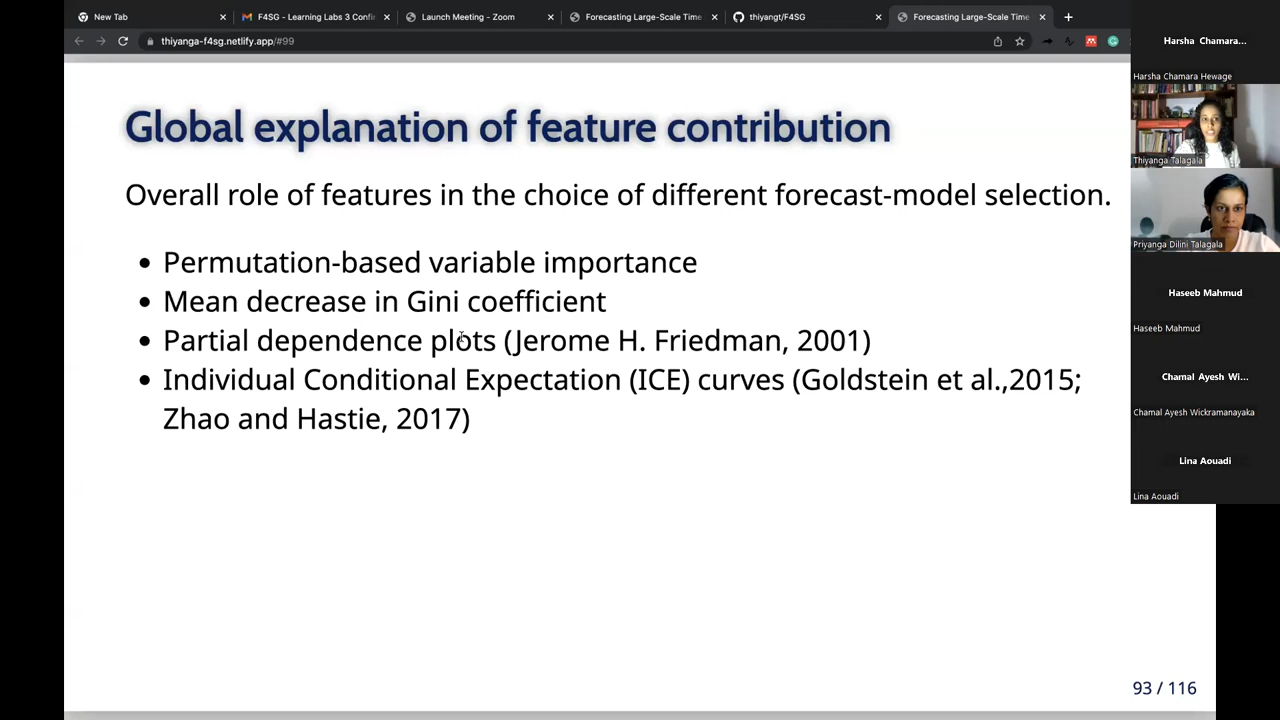 New Tab
F4SG - Learning Labs 3 Confir
Launch Meeting - Zoom
Forecasting Large-Scale Time
thiyangt/F4SG
Forecasting Large-Scale Time
thiyanga-f4sg.netlify.app/#99
Global explanation of feature contribution
Overall role of features in the choice of different forecast-model selection.
• Permutation-based variable importance
• Mean decrease in Gini coefficient
• Partial dependence plots (Jerome H. Friedman, 2001)
• Individual Conditional Expectation (ICE) curves (Goldstein et al.,2015;
Zhao and Hastie, 2017)
93 / 116
Harsha Chamara...
Harsha Chamara Hewage
Thiyanga Talagala
Priyanga Dilini Talagala
Haseeb Mahmud
Haseeb Mahmud
Chamal Ayesh Wi...
Chamal Ayesh Wickramanayaka
Lina Aouadi
Lina Aouadi